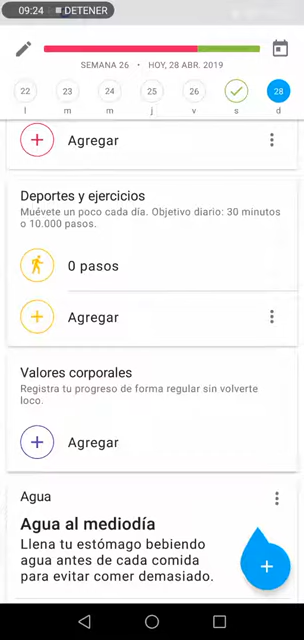 09:24 DETENER
SEMANA 26 • HOY, 28 ABR. 2019
22 23 24 25 26 28
l m m j v s d
Agregar
Deportes y ejercicios
Muévete un poco cada día. Objetivo diario: 30 minutos
o 10.000 pasos.
0 pasos
Agregar
Valores corporales
Registra tu progreso de forma regular sin volverte
loco.
Agregar
Agua
Agua al mediodía
Llena tu estómago bebiendo
agua antes de cada comida
para evitar comer demasiado.